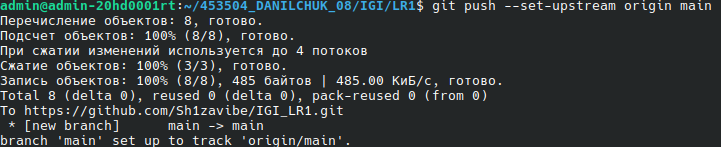 admin@admin-20hd0001rt:~/453504_DANILCHUK_08/IGI/LR1$ git push --set-upstream origin main
Перечисление объектов: 8, готово.
Подсчет объектов: 100% (8/8), готово.
При сжатии изменений используется до 4 потоков
Сжатие объектов: 100% (3/3), готово.
Запись объектов: 100% (8/8), 485 байтов | 485.00 КиБ/с, готово.
Total 8 (delta 0), reused 0 (delta 0), pack-reused 0 (from 0)
To https://github.com/Sh1zavibe/IGI_LR1.git
 * [new branch]      main -> main
branch 'main' set up to track 'origin/main'.